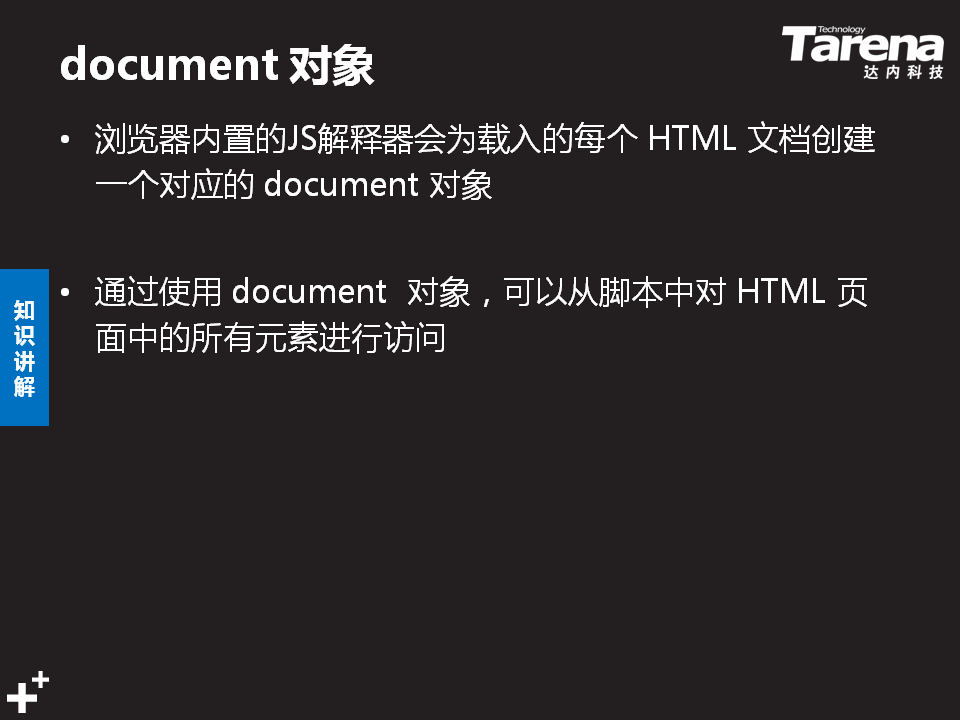 document 对象
Technology
Tarena
达内科技
• 浏览器内置的JS解释器会为载入的每个 HTML 文档创建
一个对应的 document 对象
• 通过使用 document 对象，可以从脚本中对 HTML 页
面中的所有元素进行访问
知
识
讲
解